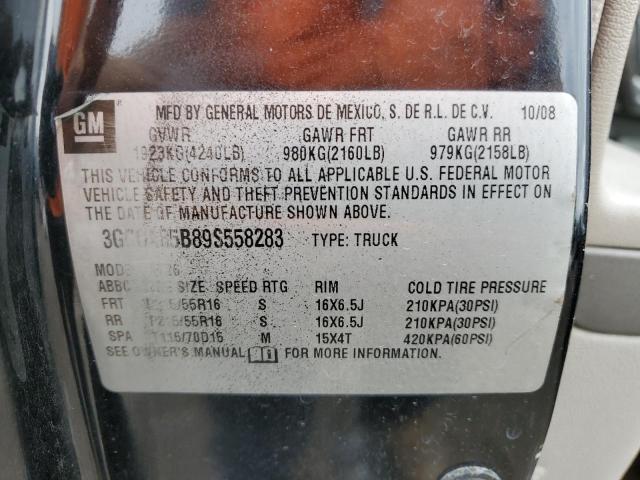 GM
MFD BY GENERAL MOTORS DE MEXICO, S. DE R.L. DE C.V. 10/08
GVWR GAWR FRT GAWR RR
1923KG(4240LB) 980KG(2160LB) 979KG(2158LB)
THIS VEHICLE CONFORMS TO ALL APPLICABLE U.S. FEDERAL MOTOR
VEHICLE SAFETY AND THEFT PREVENTION STANDARDS IN EFFECT ON
THE DATE OF MANUFACTURE SHOWN ABOVE.
TYPE: TRUCK
SIZE SPEED RTG RIM COLD TIRE PRESSURE
FRT S 16X6.5J 210KPA(30PSI)
RR S 16X6.5J 210KPA(30PSI)
SPA T115/70D15 M 15X4T 420KPA(60PSI)
SEE OWNER'S MANUAL FOR MORE INFORMATION.